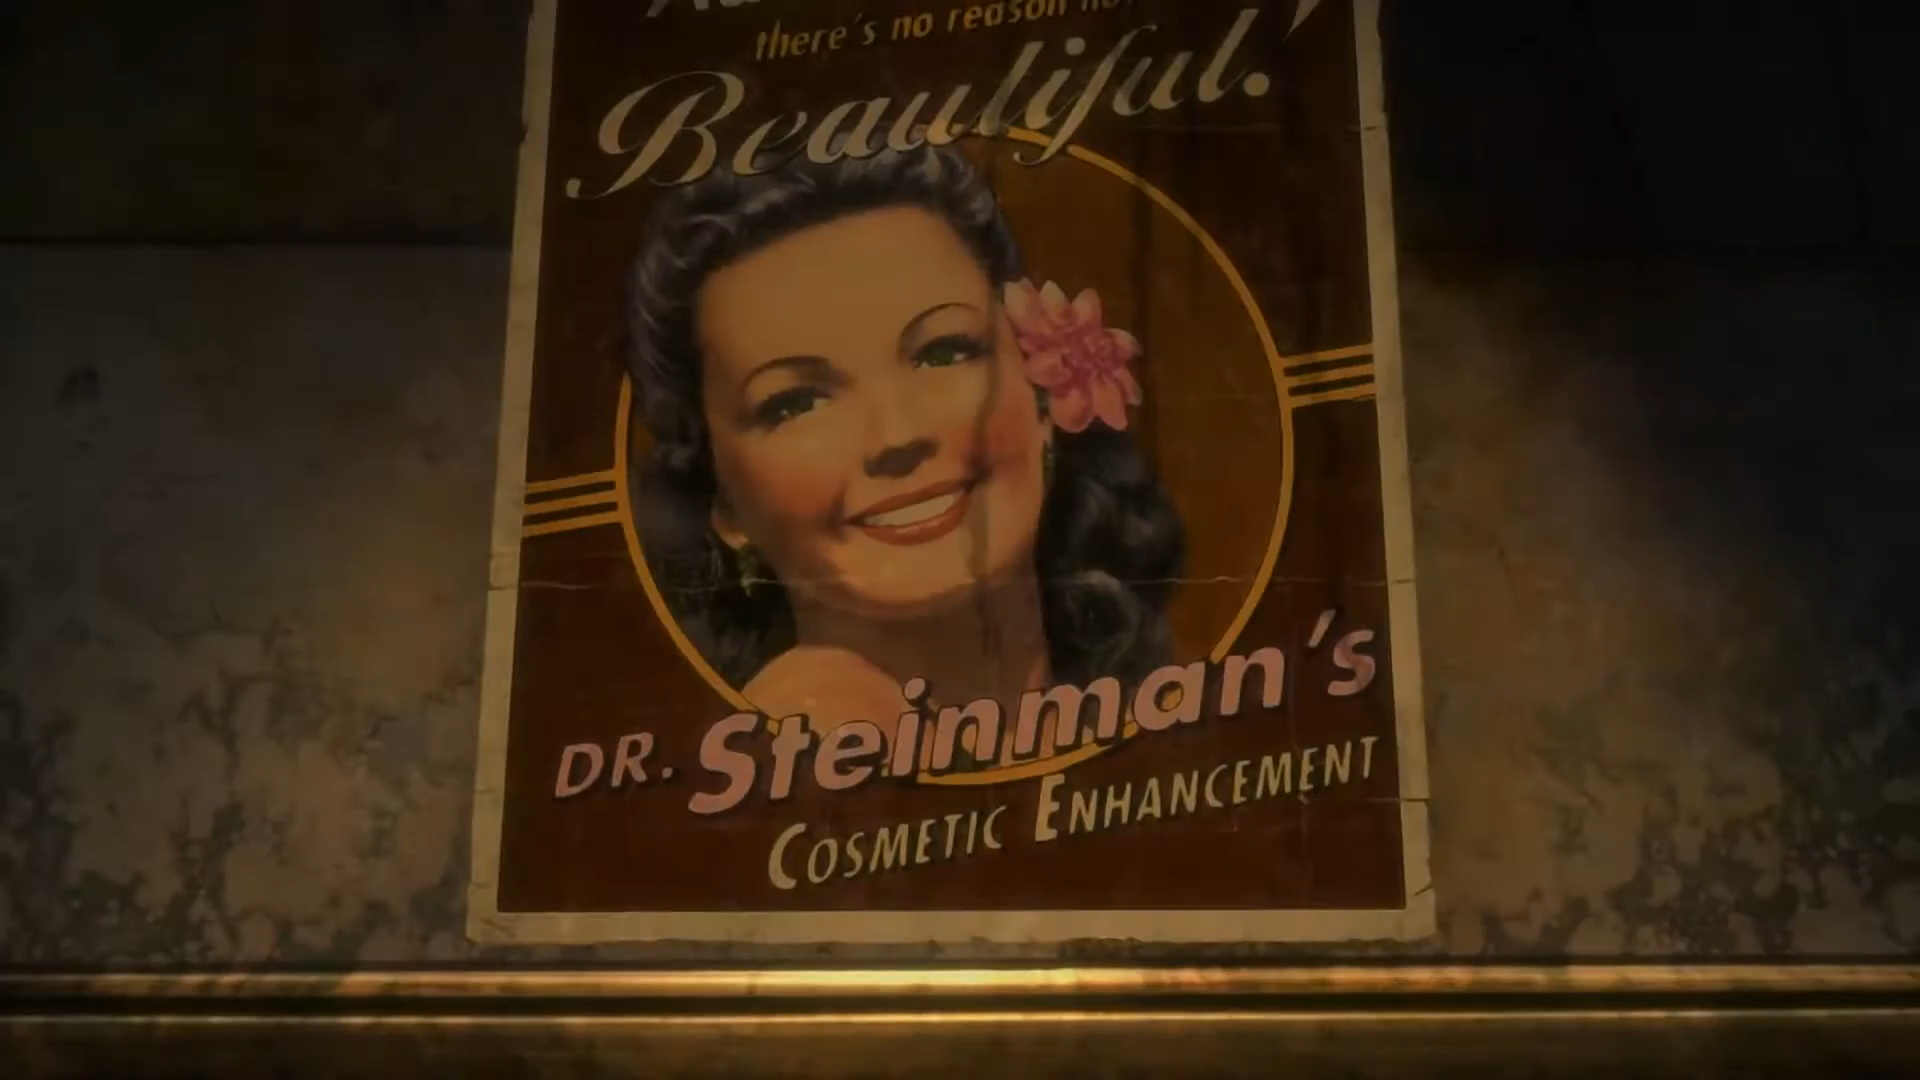 there's no reason
Beautiful!
DR. Steinman's
COSMETIC ENHANCEMENT